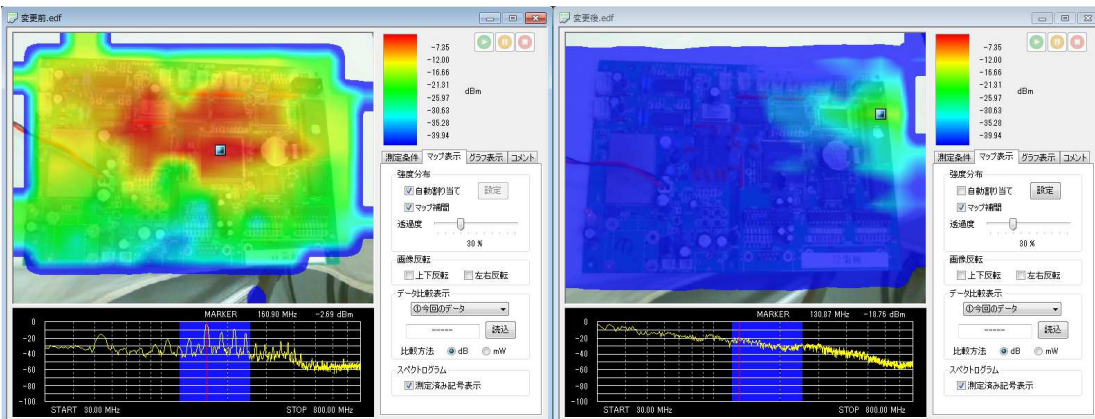 変更前.edf
-7.35
-12.00
-16.66
-21.31
-25.97
-30.63
-35.28
-39.94
dBm
測定条件 マップ表示 グラフ表示 コメント
強度分布
自動割り当て 設定
マップ補間
透過度
30 %
画像反転
上下反転 左右反転
データ比較表示
①今回のデータ
----- 読込
比較方法 dB mW
スペクトログラム
測定済み記号表示
MARKER 160.90 MHz -2.69 dBm
0
-20
-40
-60
-80
-100
START 30.00 MHz STOP 800.00 MHz
変更後.edf
-7.35
-12.00
-16.66
-21.31
-25.97
-30.63
-35.28
-39.94
dBm
測定条件 マップ表示 グラフ表示 コメント
強度分布
自動割り当て 設定
マップ補間
透過度
30 %
画像反転
上下反転 左右反転
データ比較表示
①今回のデータ
----- 読込
比較方法 dB mW
スペクトログラム
測定済み記号表示
MARKER 130.87 MHz -18.76 dBm
0
-20
-40
-60
-80
-100
START 30.00 MHz STOP 800.00 MHz